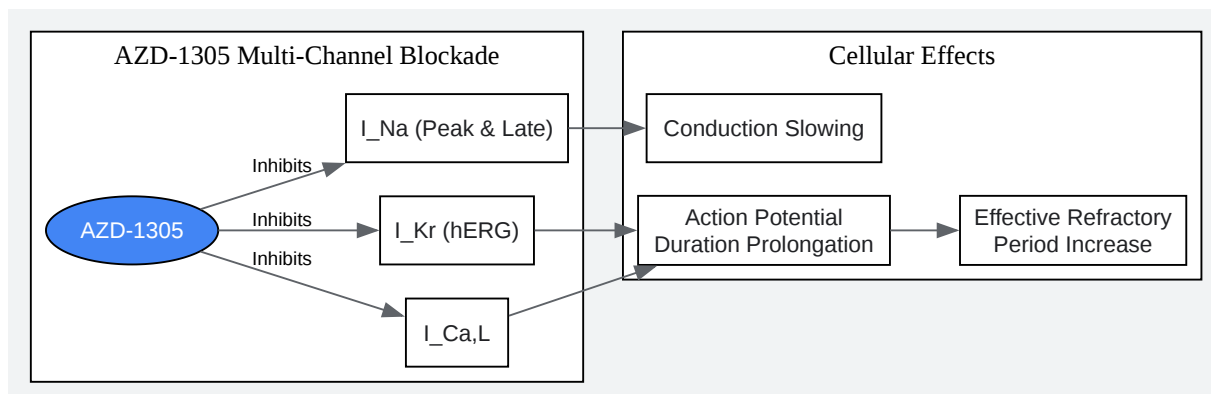 AZD-1305 Multi-Channel Blockade
Cellular Effects
I_Na (Peak & Late)
Conduction Slowing
Inhibits
AZD-1305
Inhibits
I_Kr (hERG)
Action Potential
Duration Prolongation
Effective Refractory
Period Increase
Inhibits
I_Ca,L